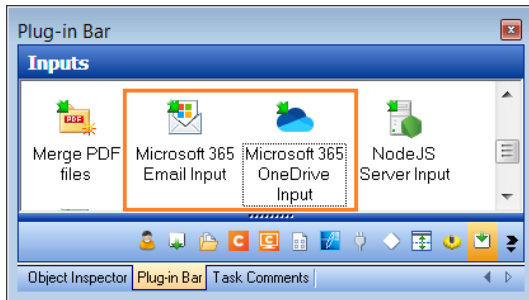 Plug-in Bar
Inputs
Merge PDF files
Microsoft 365 Email Input
Microsoft 365 OneDrive Input
NodeJS Server Input
Object Inspector
Plug-in Bar
Task Comments